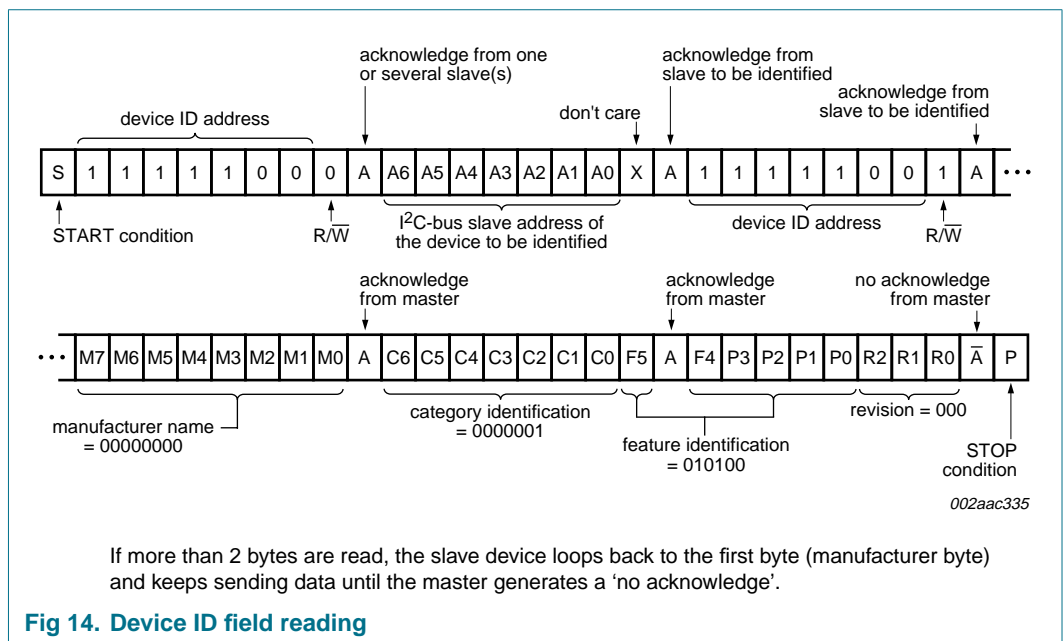 acknowledge from one
or several slave(s)
acknowledge from
slave to be identified
acknowledge from
slave to be identified
device ID address
don't care
S 1 1 1 1 1 0 0 0 A A6 A5 A4 A3 A2 A1 A0 X A 1 1 1 1 1 0 0 1 A •••
START condition
R/W̅
I²C-bus slave address of
the device to be identified
device ID address
R/W̅
acknowledge
from master
acknowledge
from master
no acknowledge
from master
••• M7 M6 M5 M4 M3 M2 M1 M0 A C6 C5 C4 C3 C2 C1 C0 F5 A F4 P3 P2 P1 P0 R2 R1 R0 A̅ P
manufacturer name
= 00000000
category identification
= 0000001
feature identification
= 010100
revision = 000
STOP
condition
002aac335
If more than 2 bytes are read, the slave device loops back to the first byte (manufacturer byte)
and keeps sending data until the master generates a ‘no acknowledge’.
Fig 14. Device ID field reading